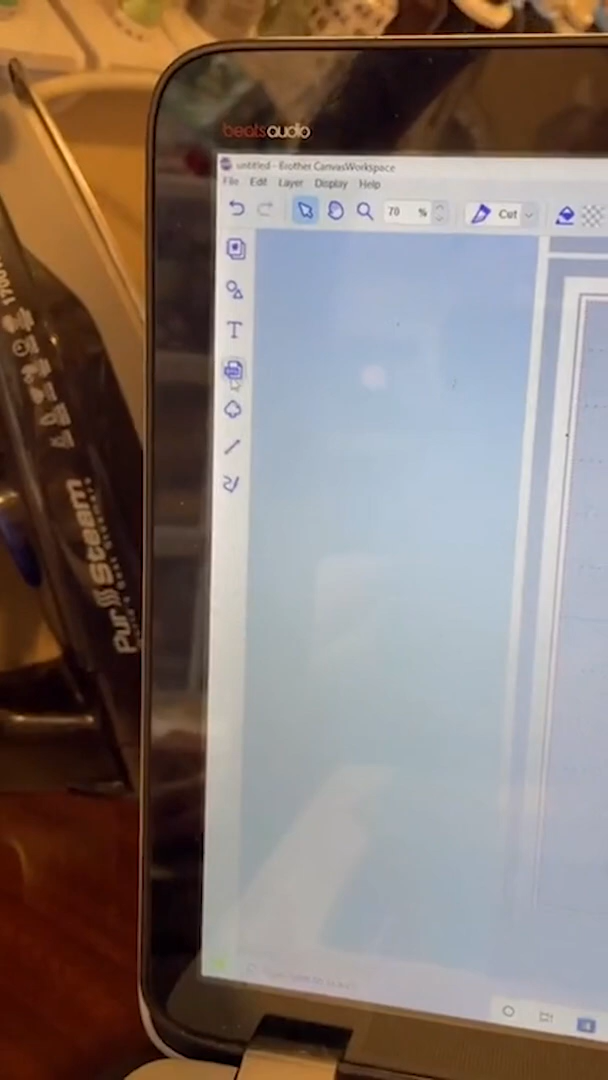 beatsaudio
untitled - Brother CanvasWorkspace
File Edit Layer Display Help
70 % Cut
T
PurSteam